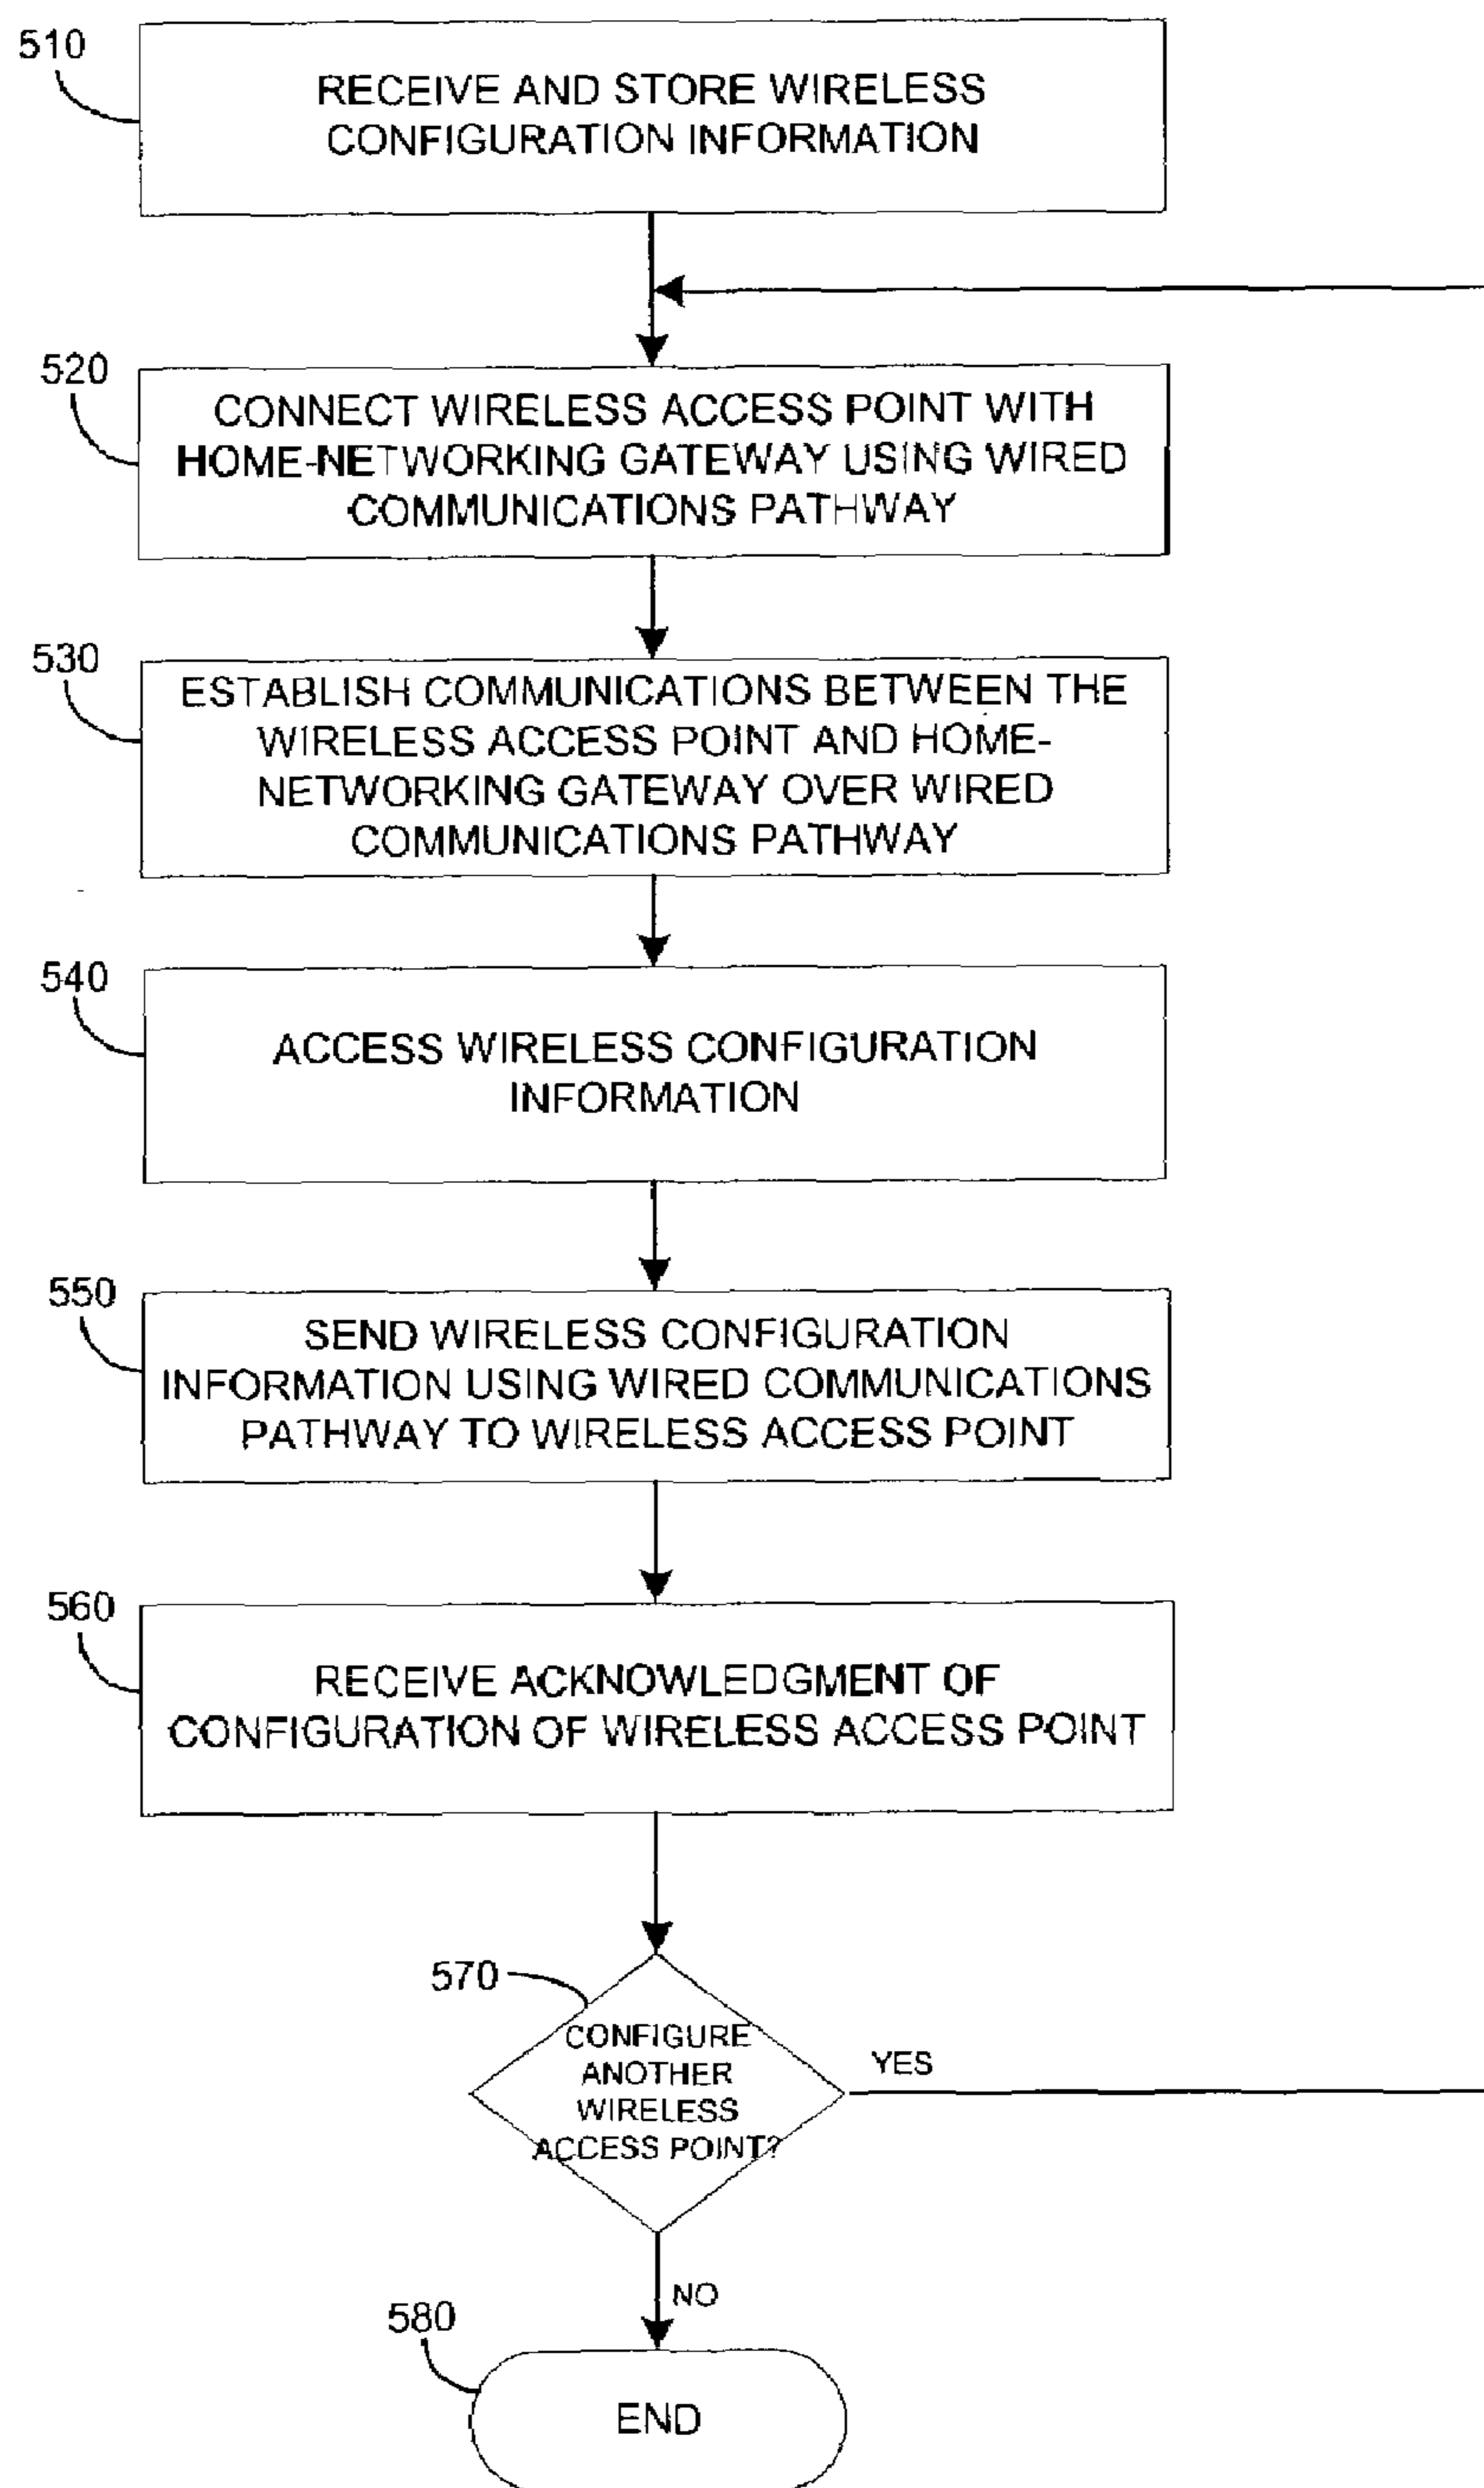 510
RECEIVE AND STORE WIRELESS
CONFIGURATION INFORMATION
520
CONNECT WIRELESS ACCESS POINT WITH
HOME-NETWORKING GATEWAY USING WIRED
COMMUNICATIONS PATHWAY
530
ESTABLISH COMMUNICATIONS BETWEEN THE
WIRELESS ACCESS POINT AND HOME-
NETWORKING GATEWAY OVER WIRED
COMMUNICATIONS PATHWAY
540
ACCESS WIRELESS CONFIGURATION
INFORMATION
550
SEND WIRELESS CONFIGURATION
INFORMATION USING WIRED COMMUNICATIONS
PATHWAY TO WIRELESS ACCESS POINT
560
RECEIVE ACKNOWLEDGMENT OF
CONFIGURATION OF WIRELESS ACCESS POINT
570
CONFIGURE
ANOTHER
WIRELESS
ACCESS POINT?
YES
NO
580
END